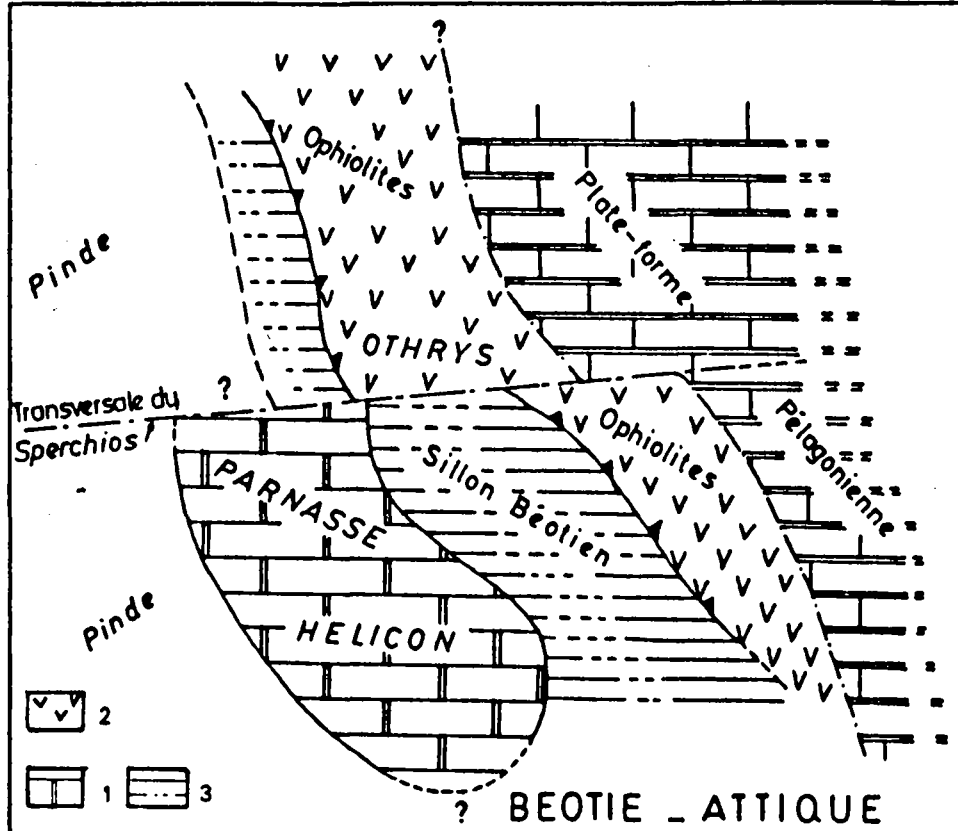 ?
Ophiolites
Plate-forme
Pinde
OTHRYS
?
Transversale du
Sperchios
Ophiolites
Pélagonienne
Sillon Béotien
PARNASSE
Pinde
HELICON
2
1
3
?
BEOTIE _ ATTIQUE